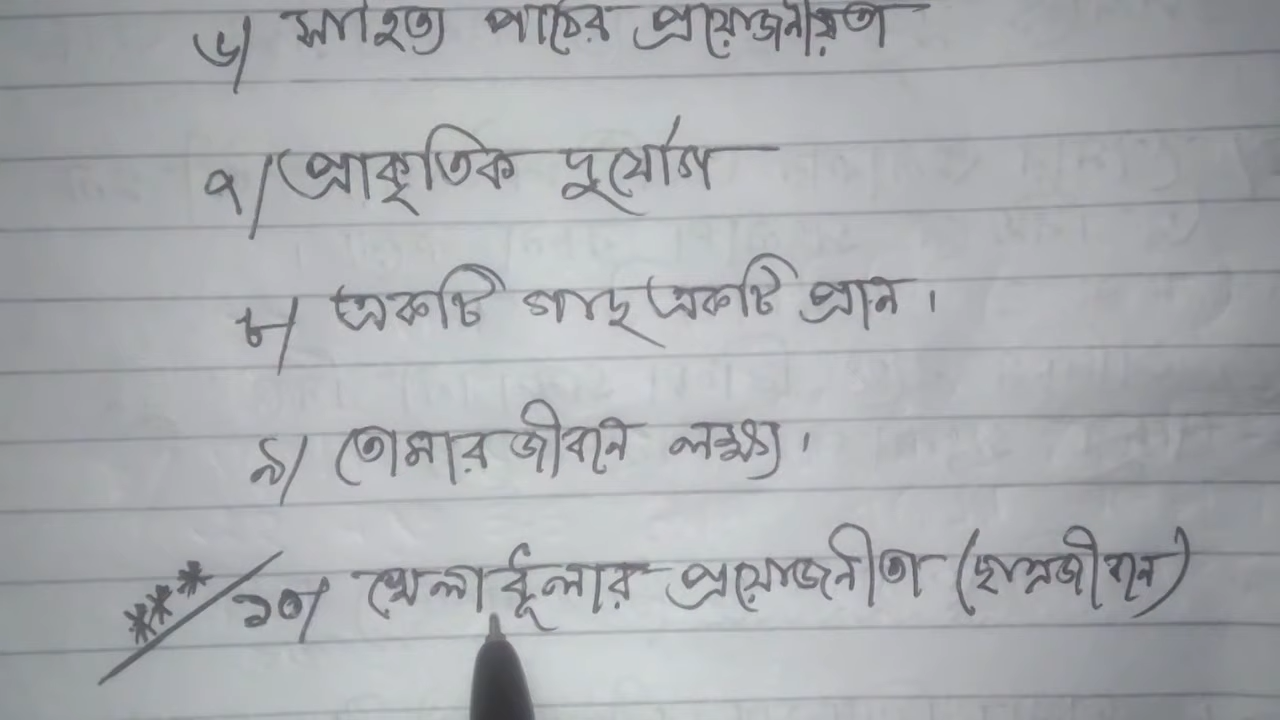 ৬/ সাহিত্য পাঠের প্রয়োজনীয়তা
৭/ প্রাকৃতিক দুর্যোগ
৮/ একটি গাছ একটি প্রান।
৯/ তোমার জীবনে লক্ষ্য।
*** ১০/ খেলাধূলার প্রয়োজনীতা (ছাত্রজীবনে)